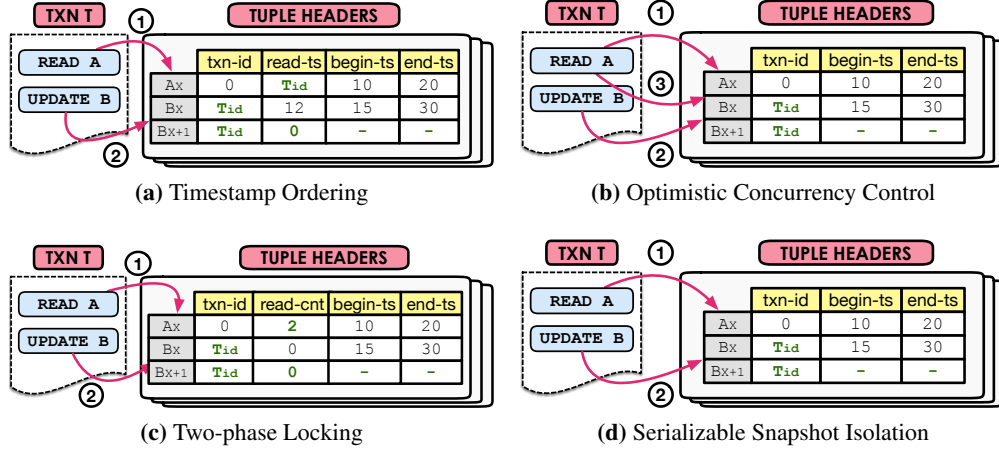 TXN T
TUPLE HEADERS
1
READ A
UPDATE B
2
txn-id read-ts begin-ts end-ts
Ax 0 Tid 10 20
Bx Tid 12 15 30
Bx+1 Tid 0 – –
(a) Timestamp Ordering
TXN T
TUPLE HEADERS
1
READ A
UPDATE B
3
2
txn-id begin-ts end-ts
Ax 0 10 20
Bx Tid 15 30
Bx+1 Tid – –
(b) Optimistic Concurrency Control
TXN T
TUPLE HEADERS
1
READ A
UPDATE B
2
txn-id read-cnt begin-ts end-ts
Ax 0 2 10 20
Bx Tid 0 15 30
Bx+1 Tid 0 – –
(c) Two-phase Locking
TXN T
TUPLE HEADERS
1
READ A
UPDATE B
2
txn-id begin-ts end-ts
Ax 0 10 20
Bx Tid 15 30
Bx+1 Tid – –
(d) Serializable Snapshot Isolation